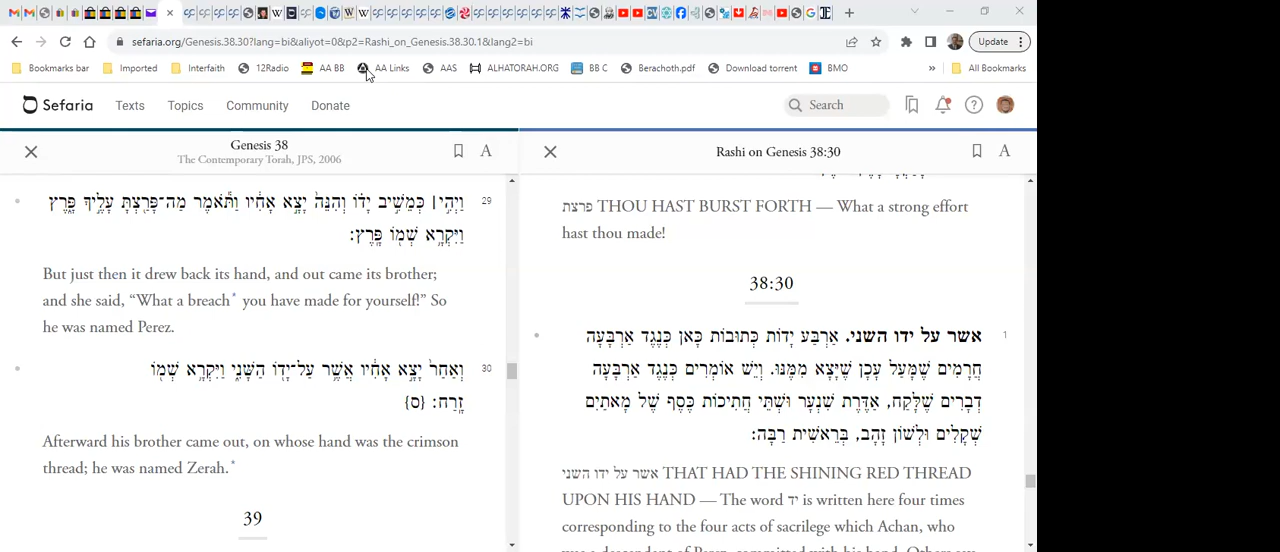 sefaria.org/Genesis.38.30?lang=bi&aliyot=0&p2=Rashi_on_Genesis.38.30.1&lang2=bi
Update
Bookmarks bar
Imported
Interfaith
12Radio
AA BB
AA Links
AAS
ALHATORAH.ORG
BB C
Berachoth.pdf
Download torrent
BMO
»
All Bookmarks
Sefaria
Texts
Topics
Community
Donate
Search
Genesis 38
The Contemporary Torah, JPS, 2006
A
29
וַיְהִ֣י ׀ כְּמֵשִׁ֣יב יָד֗וֹ וְהִנֵּה֙ יָצָ֣א אָחִ֔יו וַתֹּ֕אמֶר מַה־פָּרַ֖צְתָּ עָלֶ֣יךָ פָּ֑רֶץ
וַיִּקְרָ֥א שְׁמ֖וֹ פָּֽרֶץ׃
But just then it drew back its hand, and out came its brother;
and she said, “What a breach* you have made for yourself!” So
he was named Perez.
30
וְאַחַר֙ יָצָ֣א אָחִ֔יו אֲשֶׁ֥ר עַל־יָד֖וֹ הַשָּׁנִ֑י וַיִּקְרָ֥א שְׁמ֖וֹ
זָֽרַח׃ {ס}
Afterward his brother came out, on whose hand was the crimson
thread; he was named Zerah.*
39
Rashi on Genesis 38:30
A
פרצת THOU HAST BURST FORTH — What a strong effort
hast thou made!
38:30
1
אשר על ידו השני. אַרְבַּע יָדוֹת כְּתוּבוֹת כָּאן כְּנֶגֶד אַרְבָּעָה
חֲרָמִים שֶׁמָּעַל עָכָן שֶׁיָּצָא מִמֶּנּוּ. וְיֵשׁ אוֹמְרִים כְּנֶגֶד אַרְבָּעָה
דְבָרִים שֶׁלָּקַח, אַדֶּרֶת שִׁנְעָר וּשְׁתֵּי חֲתִיכוֹת כֶּסֶף שֶׁל מָאתַיִם
שְׁקָלִים וּלְשׁוֹן זָהָב, בְּרֵאשִׁית רַבָּה:
אשר על ידו השני THAT HAD THE SHINING RED THREAD
UPON HIS HAND — The word יד is written here four times
corresponding to the four acts of sacrilege which Achan, who